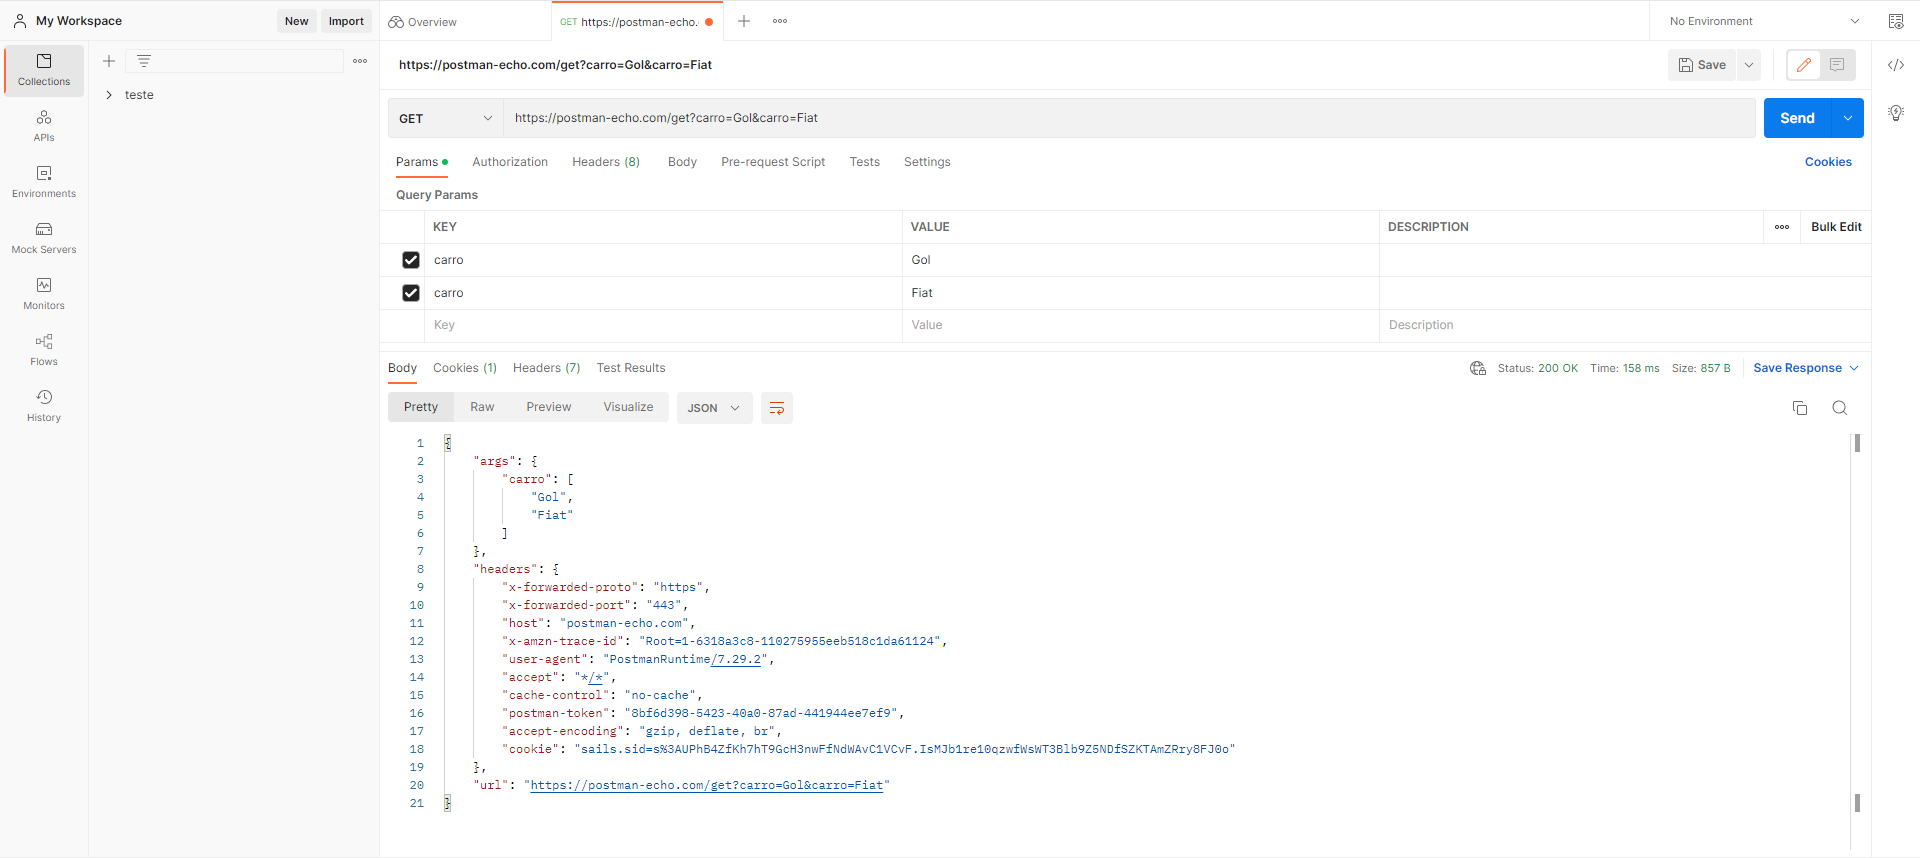 My Workspace
New
Import
Overview
GET https://postman-echo.
No Environment
Collections
APIs
Environments
Mock Servers
Monitors
Flows
History
teste
https://postman-echo.com/get?carro=Gol&carro=Fiat
Save
GET
https://postman-echo.com/get?carro=Gol&carro=Fiat
Send
Params
Authorization
Headers (8)
Body
Pre-request Script
Tests
Settings
Cookies
Query Params
KEY
VALUE
DESCRIPTION
Bulk Edit
carro
Gol
carro
Fiat
Key
Value
Description
Body
Cookies (1)
Headers (7)
Test Results
Status: 200 OK
Time: 158 ms
Size: 857 B
Save Response
Pretty
Raw
Preview
Visualize
JSON
1 {
2 "args": {
3 "carro": [
4 "Gol",
5 "Fiat"
6 ]
7 },
8 "headers": {
9 "x-forwarded-proto": "https",
10 "x-forwarded-port": "443",
11 "host": "postman-echo.com",
12 "x-amzn-trace-id": "Root=1-6318a3c8-110275955eeb518c1da61124",
13 "user-agent": "PostmanRuntime/7.29.2",
14 "accept": "*/*",
15 "cache-control": "no-cache",
16 "postman-token": "8bf6d398-5423-40a0-87ad-441944ee7ef9",
17 "accept-encoding": "gzip, deflate, br",
18 "cookie": "sails.sid=s%3AUPhB4ZfKh7hT9GcH3nwFfNdWAvC1VCvF.IsMJb1re10qzwfWsWT3Blb9Z5NDfSZKTAmZRry8FJ0o"
19 },
20 "url": "https://postman-echo.com/get?carro=Gol&carro=Fiat"
21 }